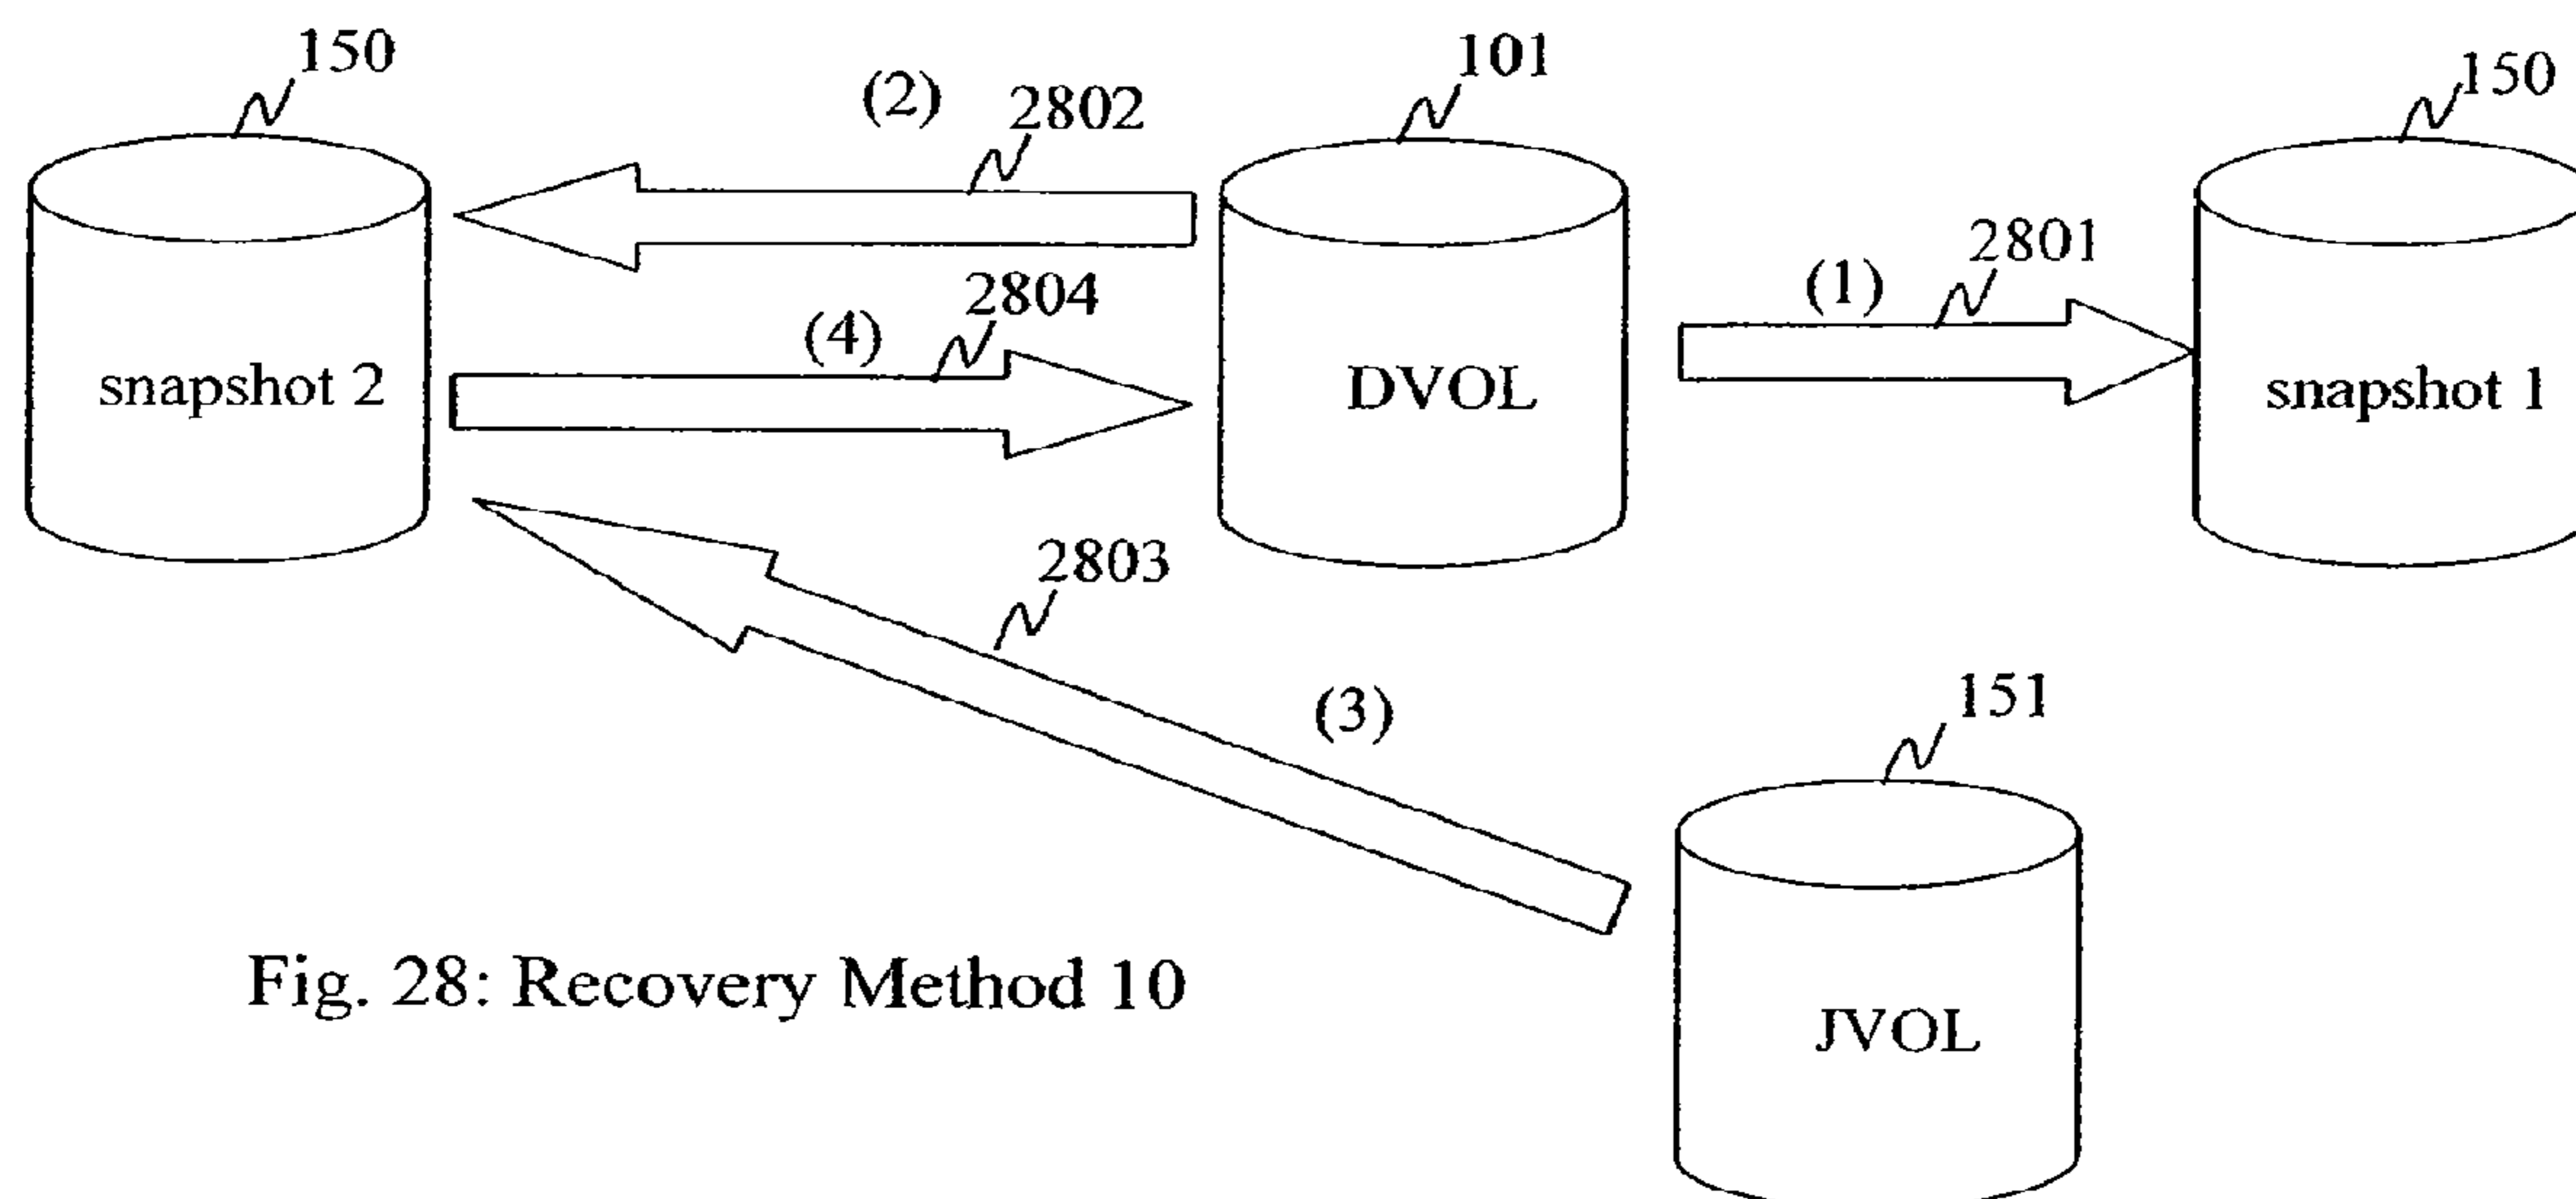 150
(2)
2802
101
150
2801
(1)
2804
(4)
snapshot 2
DVOL
snapshot 1
2803
(3)
151
Fig. 28: Recovery Method 10
JVOL